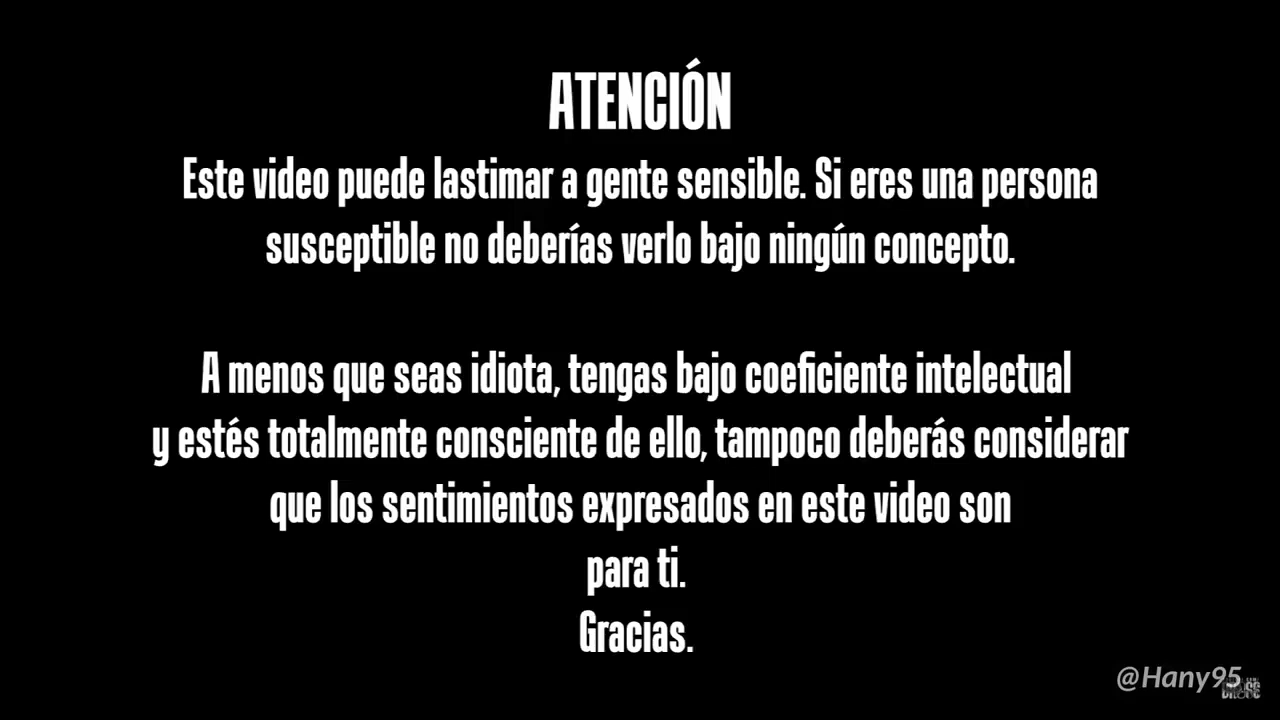 ATENCIÓN
Este video puede lastimar a gente sensible. Si eres una persona
susceptible no deberías verlo bajo ningún concepto.
A menos que seas idiota, tengas bajo coeficiente intelectual
y estés totalmente consciente de ello, tampoco deberás considerar
que los sentimientos expresados en este video son
para ti.
Gracias.
@Hany95